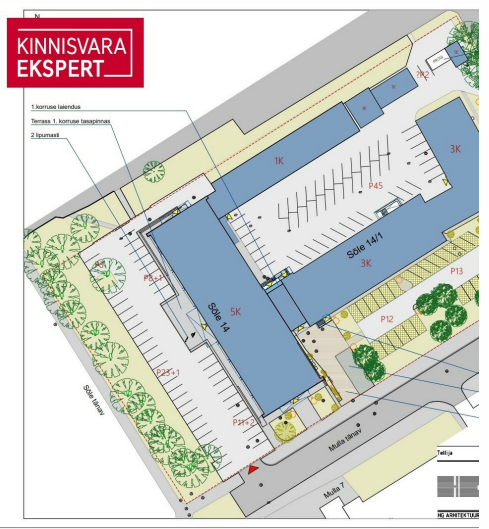 N
KINNISVARA
EKSPERT
1.korruse laiendus
Terrass 1. korruse tasapinnas
2 lipumasti
?P2
1K
3K
P45
Sõle 14/1
3K
P13
P8+1
Sõle 14
5K
P12
P23+1
P11+2
Sõle tänav
Mulla tänav
Mulla 7
Tellija
HG ARHITEKTUUR